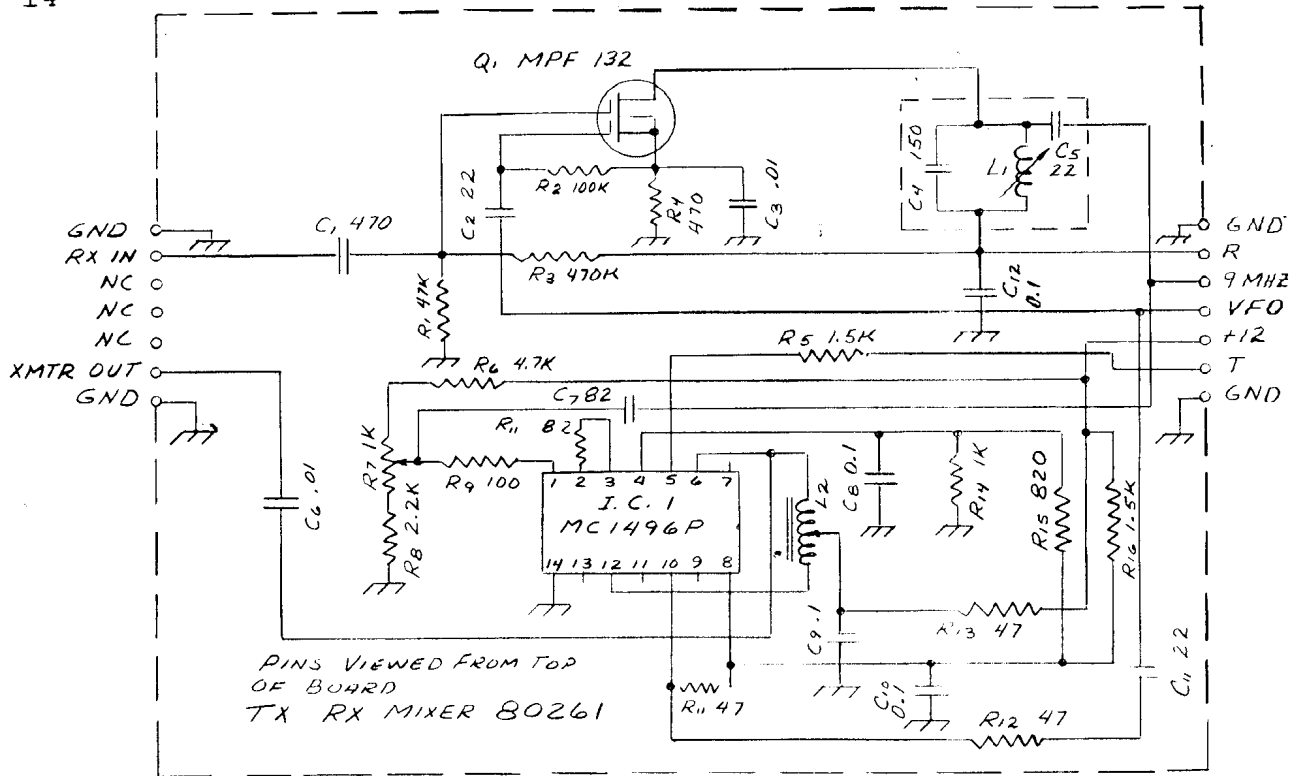 14
Q1 MPF 132
C4 150
L1
C5
22
C2 22
R2 100K
R4
470
C3 .01
GND
RX IN
NC
NC
NC
XMTR OUT
GND
C1 470
R3 470K
R1 47K
C12
0.1
GND
R
9 MHZ
VFO
+12
T
GND
R5 1.5K
R6 4.7K
C7 82
R11 82
R7 1K
R9 100
R8 2.2K
C6 .01
1 2 3 4 5 6 7
I.C. 1
MC1496P
14 13 12 11 10 9 8
L2
C8 0.1
R14 1K
R15 820
R16 1.5K
C9 .1
R13 47
C11 22
C10
0.1
R11 47
R12 47
PINS VIEWED FROM TOP
OF BOARD
TX RX MIXER 80261